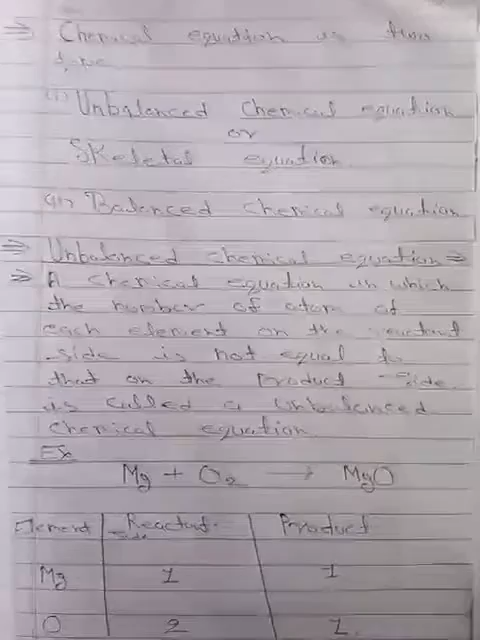 ⇒ Chemical equation is two
type
(i) Unbalanced Chemical equation
or
Skeletal equation.
(ii) Balanced chemical equation
⇒ Unbalanced chemical equation ⇒
⇒ A chemical equation in which
the number of atom of
each element on the reactant
side is not equal to
that on the product side
is called a unbalanced
chemical equation
Ex
Mg + O₂ → MgO
Element Reactant side Product
Mg 1 1
O 2 1